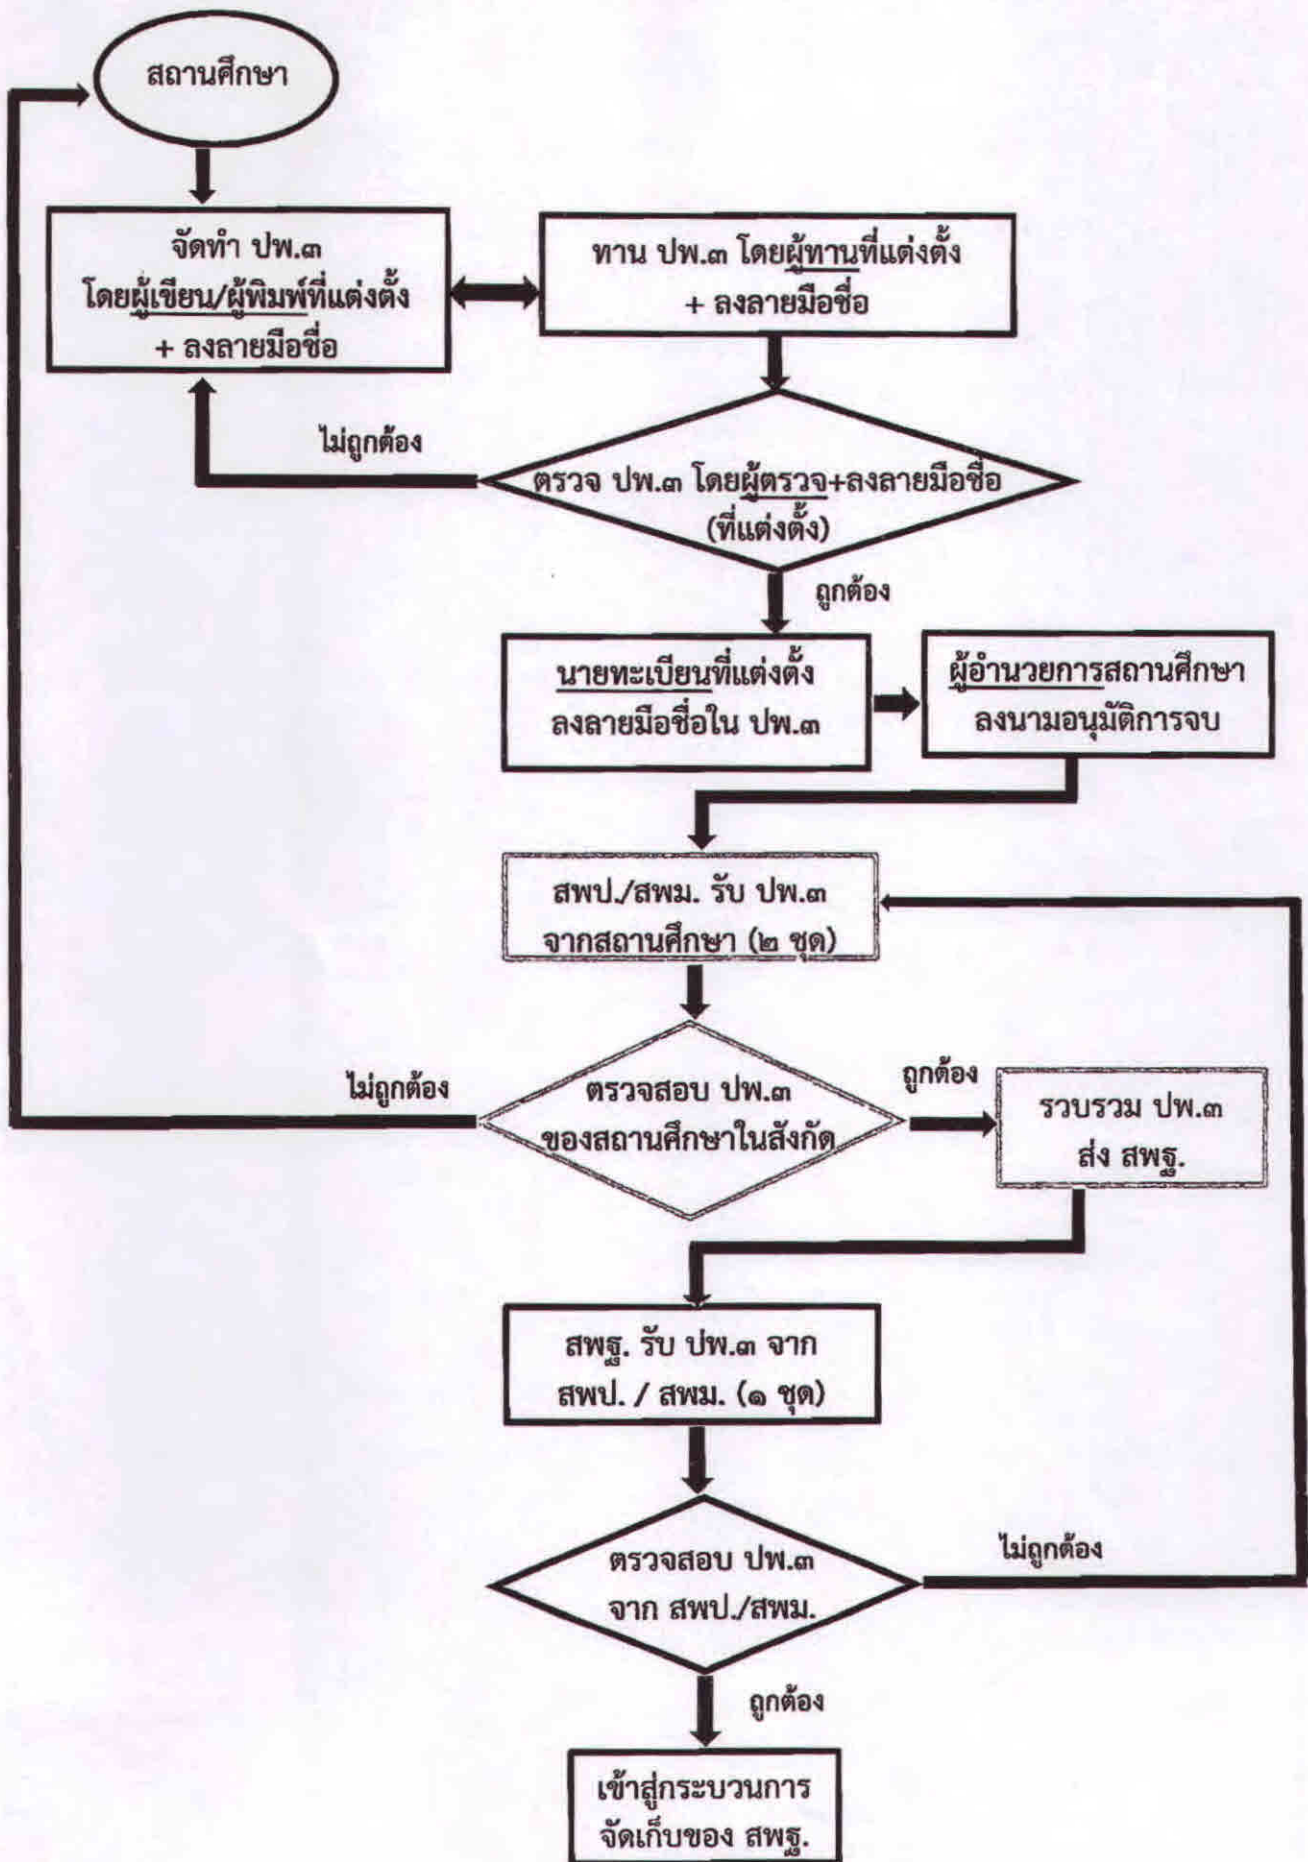 สถานศึกษา
จัดทำ ปพ.๓
โดยผู้เขียน/ผู้พิมพ์ที่แต่งตั้ง
+ ลงลายมือชื่อ
ทาน ปพ.๓ โดยผู้ทานที่แต่งตั้ง
+ ลงลายมือชื่อ
ไม่ถูกต้อง
ตรวจ ปพ.๓ โดยผู้ตรวจ+ลงลายมือชื่อ
(ที่แต่งตั้ง)
ถูกต้อง
นายทะเบียนที่แต่งตั้ง
ลงลายมือชื่อใน ปพ.๓
ผู้อำนวยการสถานศึกษา
ลงนามอนุมัติการจบ
สพป./สพม. รับ ปพ.๓
จากสถานศึกษา (๒ ชุด)
ไม่ถูกต้อง
ตรวจสอบ ปพ.๓
ของสถานศึกษาในสังกัด
ถูกต้อง
รวบรวม ปพ.๓
ส่ง สพฐ.
สพฐ. รับ ปพ.๓ จาก
สพป. / สพม. (๑ ชุด)
ตรวจสอบ ปพ.๓
จาก สพป./สพม.
ไม่ถูกต้อง
ถูกต้อง
เข้าสู่กระบวนการ
จัดเก็บของ สพฐ.